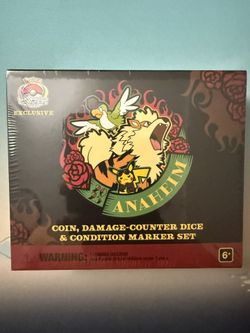 EXCLUSIVE
ANAHEIM
COIN, DAMAGE-COUNTER DICE
& CONDITION MARKER SET
WARNING:
6+